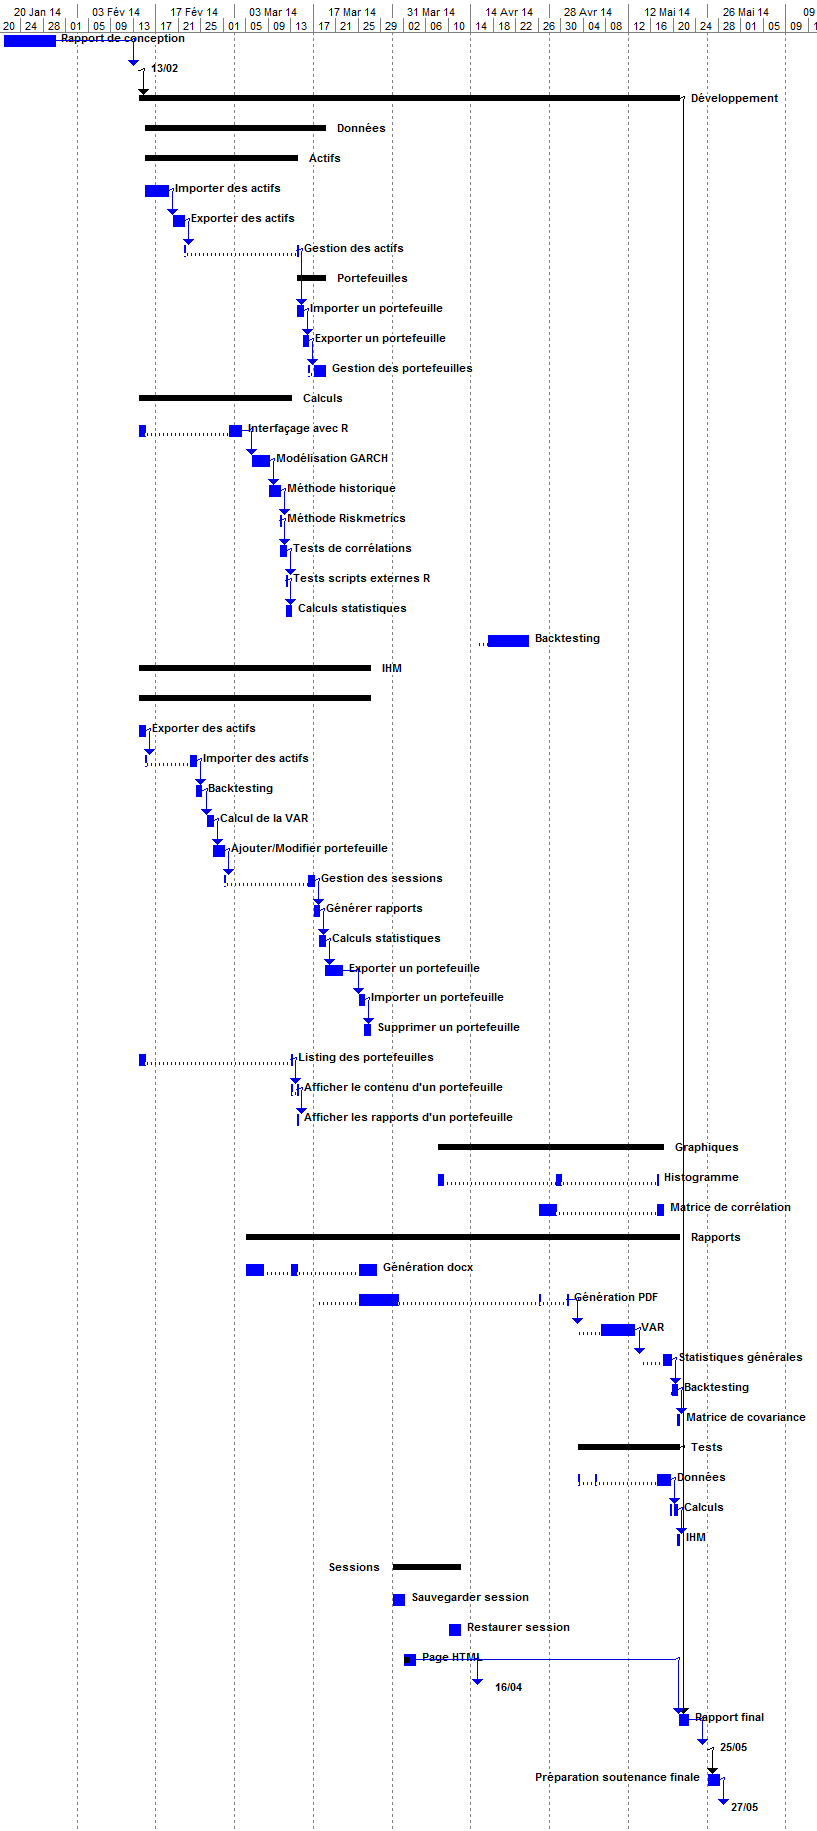 20 Jan 14 03 Fév 14 17 Fév 14 03 Mar 14 17 Mar 14 31 Mar 14 14 Avr 14 28 Avr 14 12 Mai 14 26 Mai 14 09
20 24 28 01 05 09 13 17 21 25 01 05 09 13 17 21 25 29 02 06 10 14 18 22 26 30 04 08 12 16 20 24 28 01 05 09 1
Rapport de conception
13/02
Développement
Données
Actifs
Importer des actifs
Exporter des actifs
Gestion des actifs
Portefeuilles
Importer un portefeuille
Exporter un portefeuille
Gestion des portefeuilles
Calculs
Interfaçage avec R
Modélisation GARCH
Méthode historique
Méthode Riskmetrics
Tests de corrélations
Tests scripts externes R
Calculs statistiques
Backtesting
IHM
Exporter des actifs
Importer des actifs
Backtesting
Calcul de la VAR
Ajouter/Modifier portefeuille
Gestion des sessions
Générer rapports
Calculs statistiques
Exporter un portefeuille
Importer un portefeuille
Supprimer un portefeuille
Listing des portefeuilles
Afficher le contenu d'un portefeuille
Afficher les rapports d'un portefeuille
Graphiques
Histogramme
Matrice de corrélation
Rapports
Génération docx
Génération PDF
VAR
Statistiques générales
Backtesting
Matrice de covariance
Tests
Données
Calculs
IHM
Sessions
Sauvegarder session
Restaurer session
Page HTML
16/04
Rapport final
25/05
Préparation soutenance finale
27/05